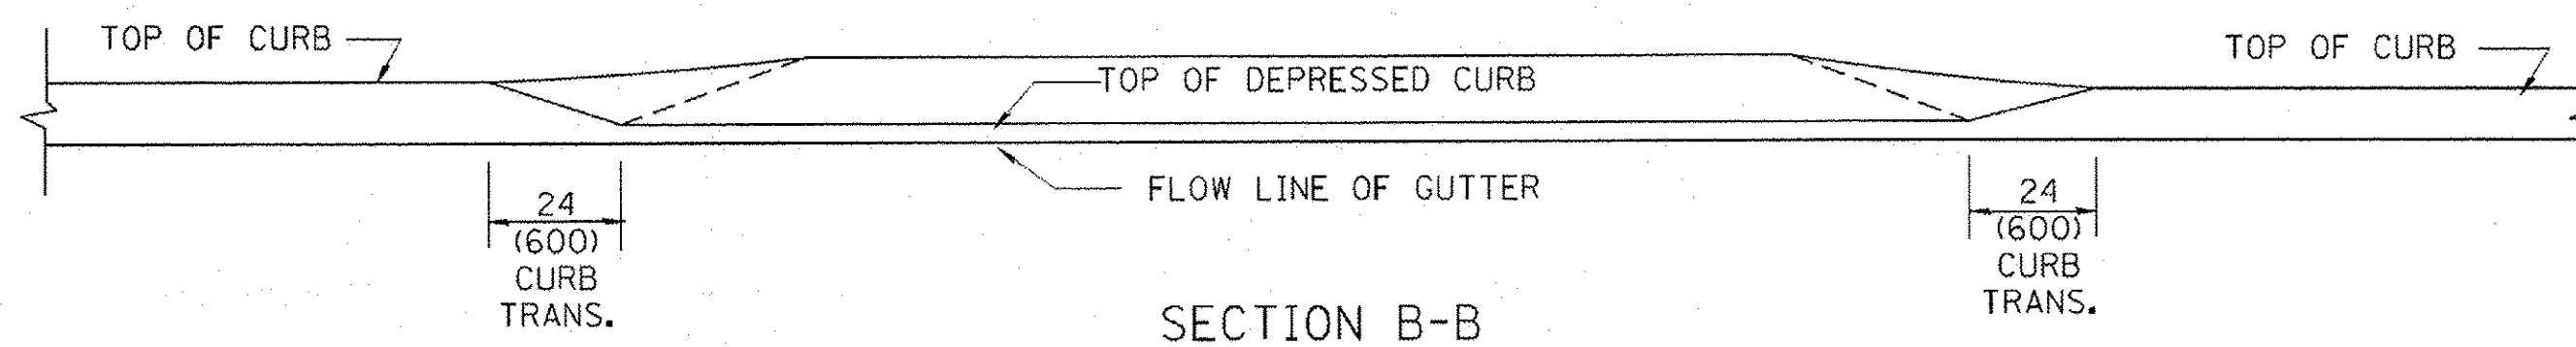 TOP OF CURB
TOP OF CURB
TOP OF DEPRESSED CURB
FLOW LINE OF GUTTER
24
(600)
CURB
TRANS.
24
(600)
CURB
TRANS.
SECTION B-B